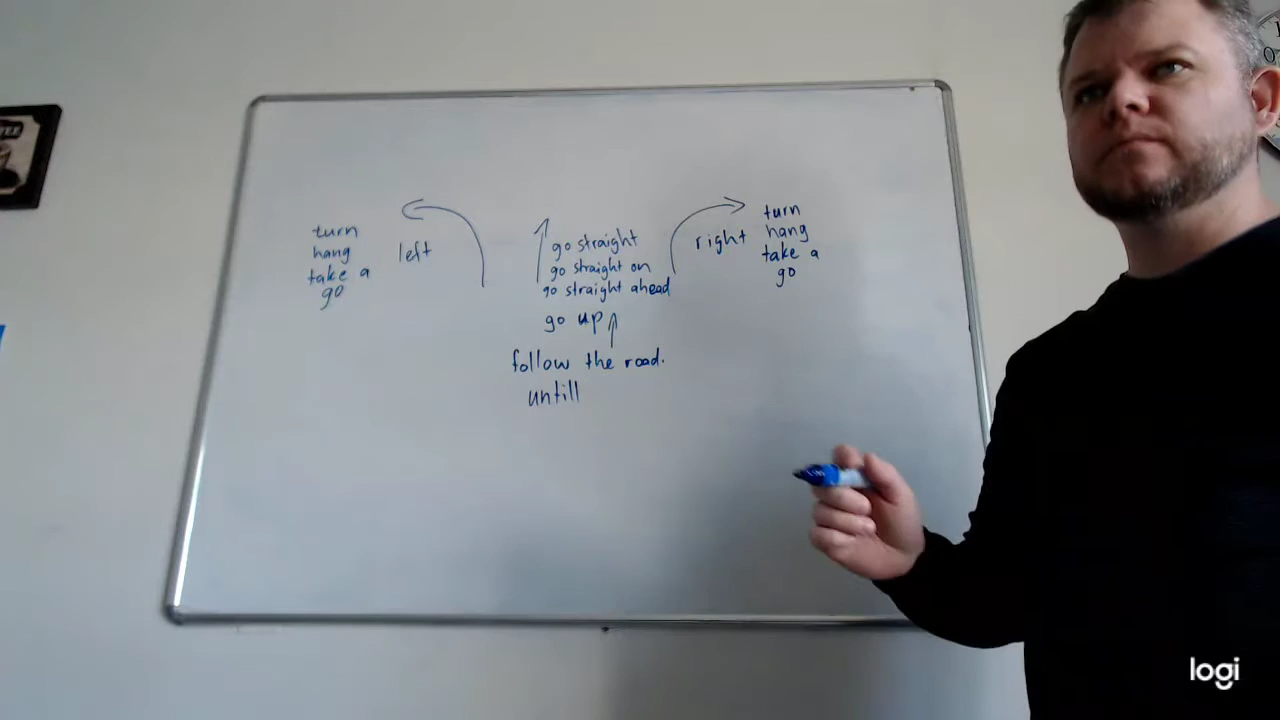 turn
hang
take a
go
left
go straight
go straight on
go straight ahead
go up
follow the road.
untill
right
turn
hang
take a
go
logi